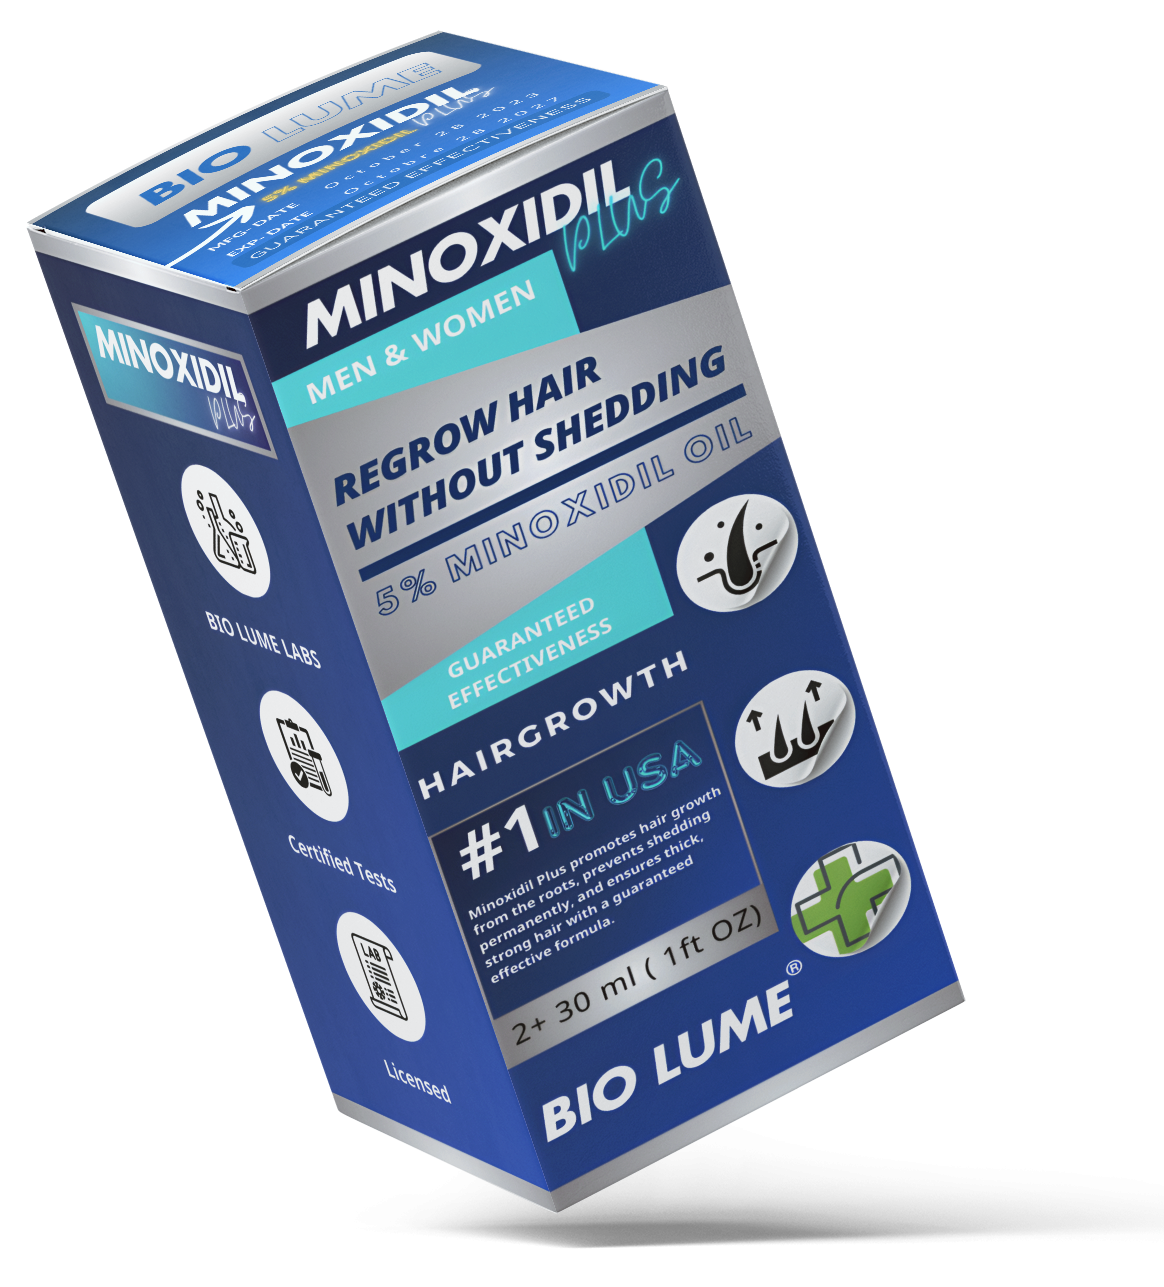 BIO LUME
MINOXIDIL
plus
5% MINOXIDIL
MFG-DATE October 28 2023
EXP-DATE Octobre 28 2027
GUARANTEED EFFECTIVENESS
MINOXIDIL
plus
BIO LUME LABS
Certified Tests
LAB
Licensed
MINOXIDIL
plus
MEN & WOMEN
REGROW HAIR
WITHOUT SHEDDING
5% MINOXIDIL OIL
GUARANTEED
EFFECTIVENESS
HAIRGROWTH
#1 IN USA
Minoxidil Plus promotes hair growth
from the roots, prevents shedding
permanently, and ensures thick,
strong hair with a guaranteed
effective formula.
2+ 30 ml ( 1ft OZ)
BIO LUME®